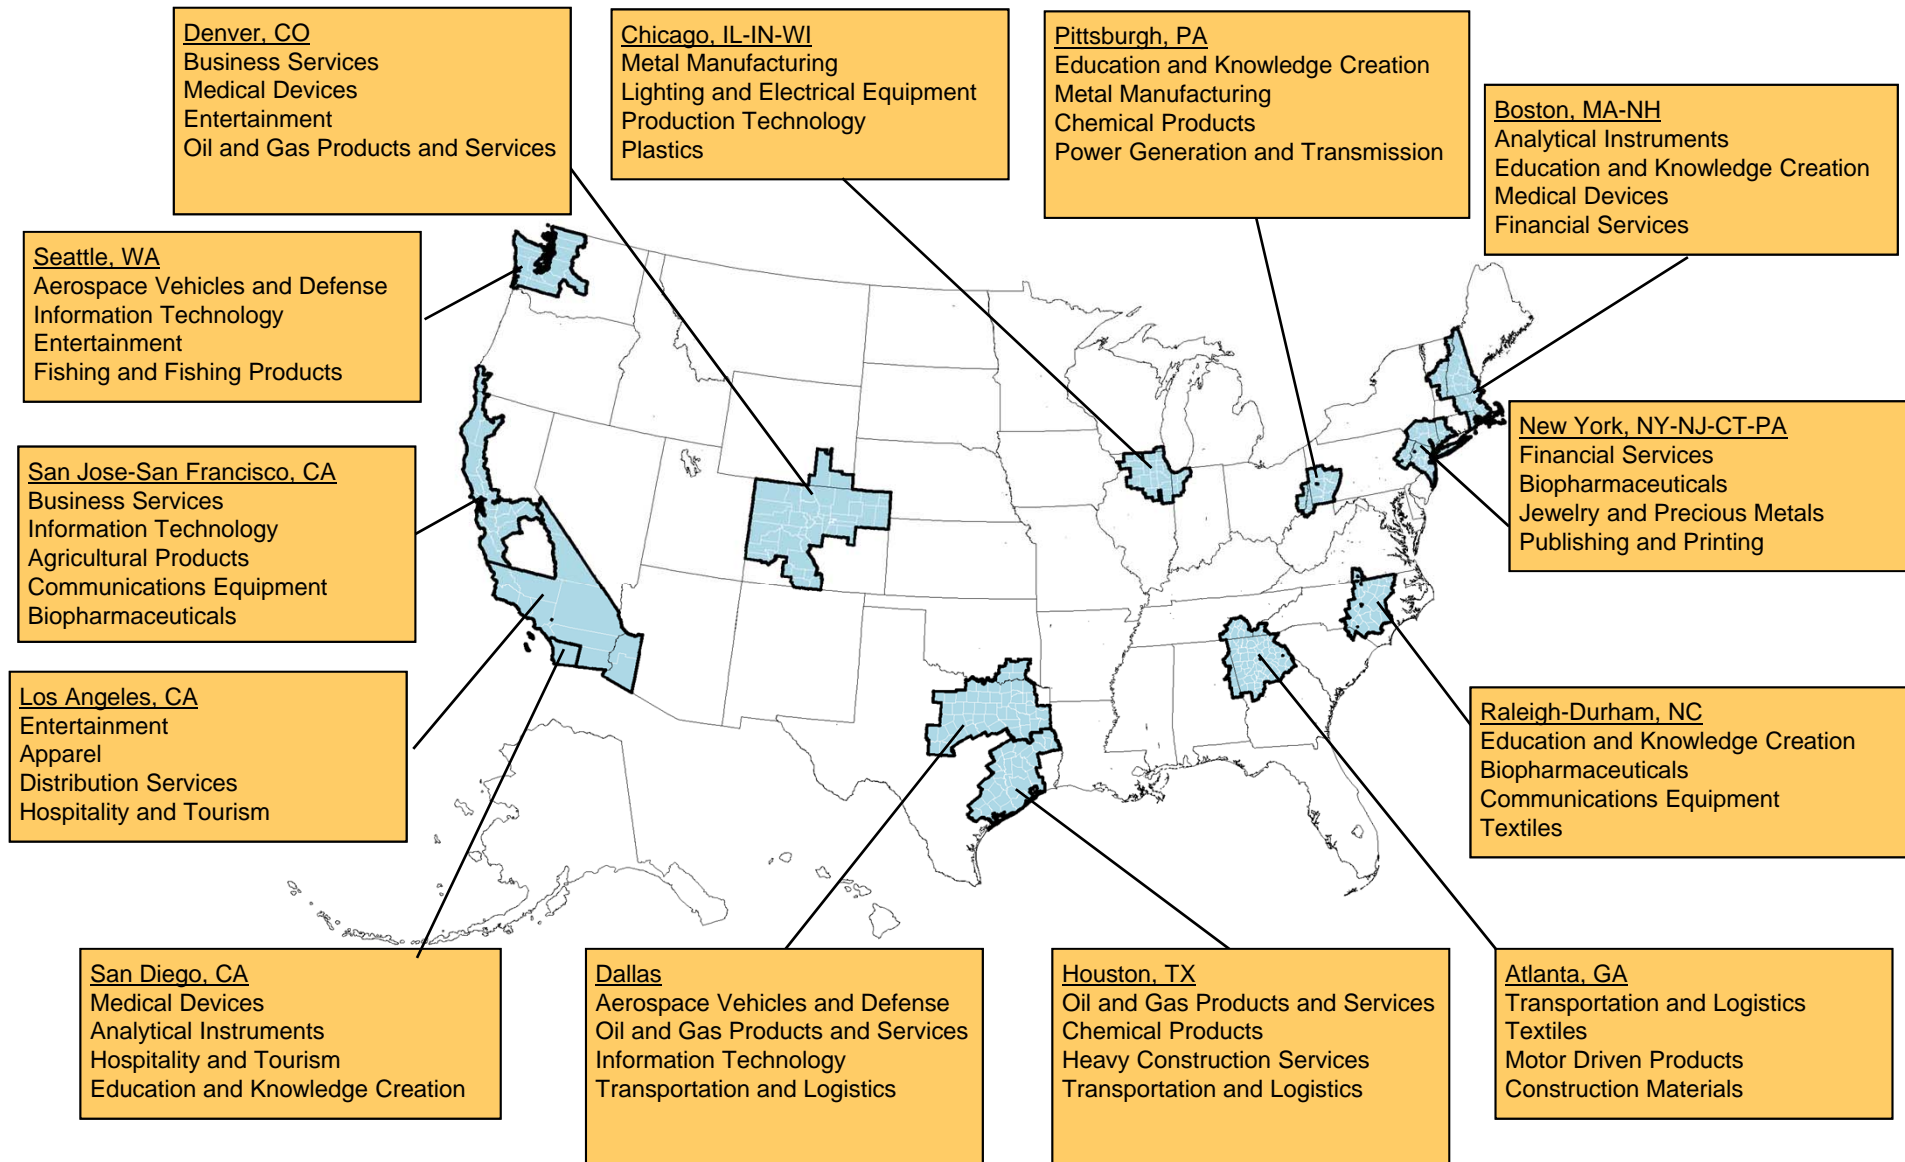 Denver, CO
Business Services
Medical Devices
Entertainment
Oil and Gas Products and Services
Chicago, IL-IN-WI
Metal Manufacturing
Lighting and Electrical Equipment
Production Technology
Plastics
Pittsburgh, PA
Education and Knowledge Creation
Metal Manufacturing
Chemical Products
Power Generation and Transmission
Boston, MA-NH
Analytical Instruments
Education and Knowledge Creation
Medical Devices
Financial Services
Seattle, WA
Aerospace Vehicles and Defense
Information Technology
Entertainment
Fishing and Fishing Products
New York, NY-NJ-CT-PA
Financial Services
Biopharmaceuticals
Jewelry and Precious Metals
Publishing and Printing
San Jose-San Francisco, CA
Business Services
Information Technology
Agricultural Products
Communications Equipment
Biopharmaceuticals
Los Angeles, CA
Entertainment
Apparel
Distribution Services
Hospitality and Tourism
Raleigh-Durham, NC
Education and Knowledge Creation
Biopharmaceuticals
Communications Equipment
Textiles
San Diego, CA
Medical Devices
Analytical Instruments
Hospitality and Tourism
Education and Knowledge Creation
Dallas
Aerospace Vehicles and Defense
Oil and Gas Products and Services
Information Technology
Transportation and Logistics
Houston, TX
Oil and Gas Products and Services
Chemical Products
Heavy Construction Services
Transportation and Logistics
Atlanta, GA
Transportation and Logistics
Textiles
Motor Driven Products
Construction Materials